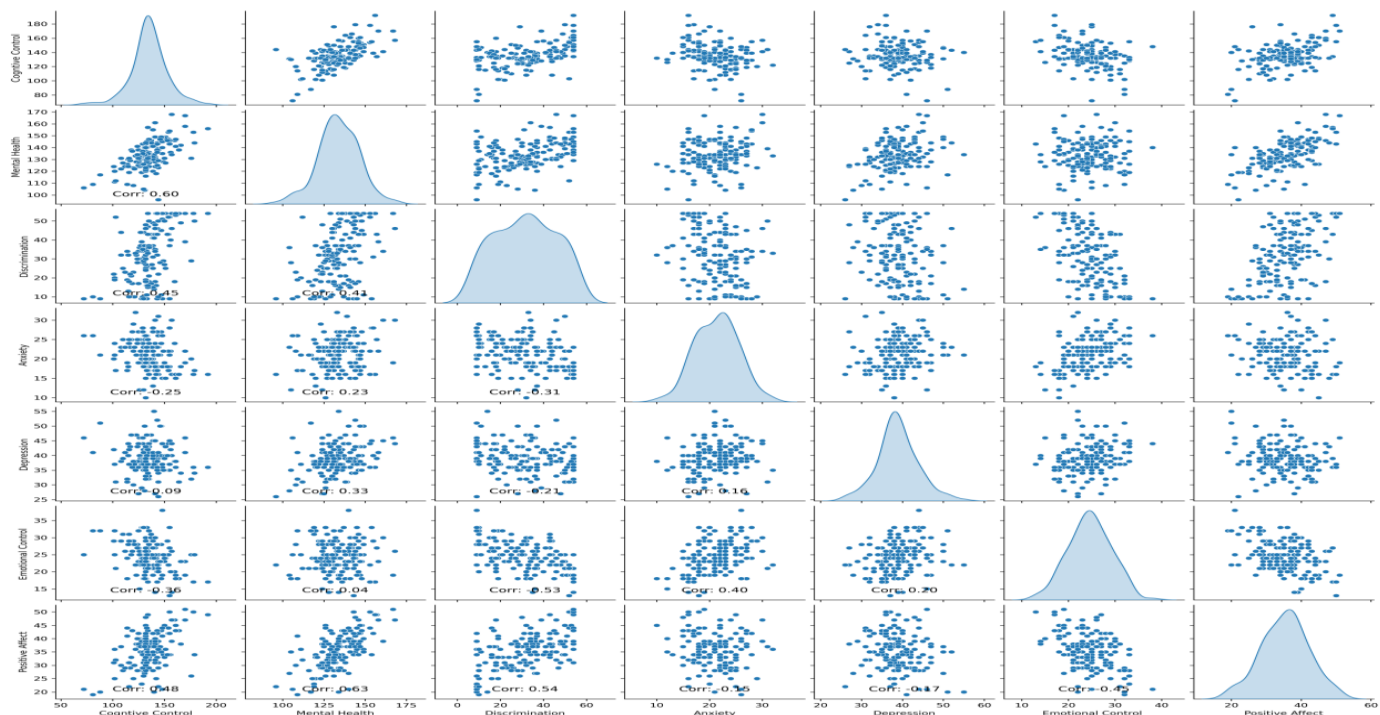 Cognitive Control
180
160
140
120
100
80
Mental Health
170
160
150
140
130
120
110
100
Corr: 0.60
Discrimination
50
40
30
20
10
Corr: 0.45
Corr: 0.41
Anxiety
30
25
20
15
10
Corr: -0.25
Corr: 0.23
Corr: -0.31
Depression
55
50
45
40
35
30
25
Corr: -0.09
Corr: 0.33
Corr: -0.21
Corr: 0.16
Emotional Control
35
30
25
20
15
Corr: -0.36
Corr: 0.04
Corr: -0.53
Corr: 0.40
Corr: 0.20
Positive Affect
50
45
40
35
30
25
20
Corr: 0.48
Corr: 0.63
Corr: 0.54
Corr: -0.15
Corr: -0.17
Corr: -0.45
50 100 150 200
100 125 150 175
0 20 40 60
10 20 30
20 30 40 50 60
10 20 30 40
20 40 60
Cognitive Control
Mental Health
Discrimination
Anxiety
Depression
Emotional Control
Positive Affect